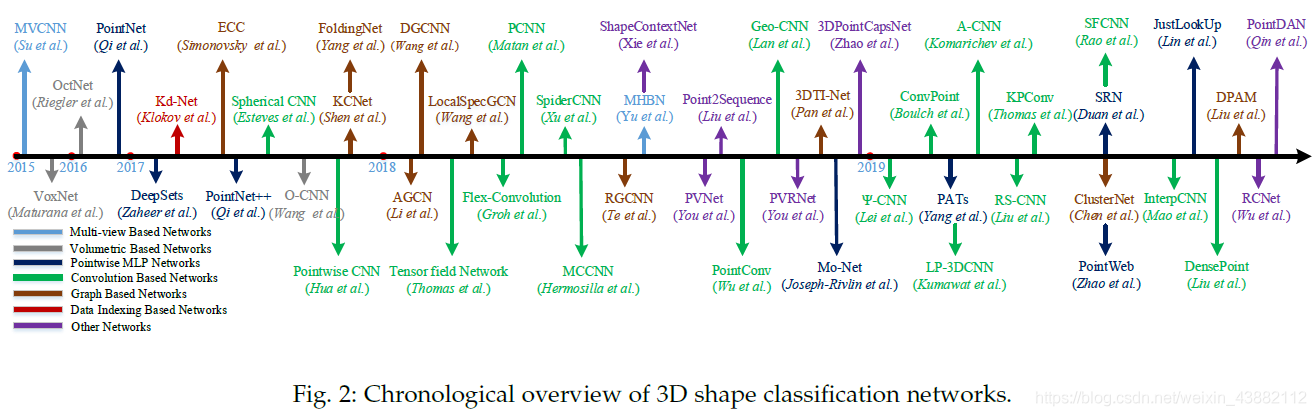 MVCNN
(Su et al.)
PointNet
(Qi et al.)
ECC
(Simonovsky et al.)
FoldingNet
(Yang et al.)
DGCNN
(Wang et al.)
PCNN
(Matan et al.)
ShapeContextNet
(Xie et al.)
Geo-CNN
(Lan et al.)
3DPointCapsNet
(Zhao et al.)
A-CNN
(Komarichev et al.)
SFCNN
(Rao et al.)
JustLookUp
(Lin et al.)
PointDAN
(Qin et al.)
OctNet
(Riegler et al.)
Kd-Net
(Klokov et al.)
Spherical CNN
(Esteves et al.)
KCNet
(Shen et al.)
LocalSpecGCN
(Wang et al.)
SpiderCNN
(Xu et al.)
MHBN
(Yu et al.)
Point2Sequence
(Liu et al.)
3DTI-Net
(Pan et al.)
ConvPoint
(Boulch et al.)
KPConv
(Thomas et al.)
SRN
(Duan et al.)
DPAM
(Liu et al.)
2015
2016
2017
2018
2019
VoxNet
(Maturana et al.)
DeepSets
(Zaheer et al.)
PointNet++
(Qi et al.)
O-CNN
(Wang et al.)
AGCN
(Li et al.)
Flex-Convolution
(Groh et al.)
RGCNN
(Te et al.)
PVNet
(You et al.)
PVRNet
(You et al.)
Ψ-CNN
(Lei et al.)
PATs
(Yang et al.)
RS-CNN
(Liu et al.)
ClusterNet
(Chen et al.)
InterpCNN
(Mao et al.)
RCNet
(Wu et al.)
Pointwise CNN
(Hua et al.)
Tensor field Network
(Thomas et al.)
MCCNN
(Hermosilla et al.)
PointConv
(Wu et al.)
Mo-Net
(Joseph-Rivlin et al.)
LP-3DCNN
(Kumawat et al.)
PointWeb
(Zhao et al.)
DensePoint
(Liu et al.)
Multi-view Based Networks
Volumetric Based Networks
Pointwise MLP Networks
Convolution Based Networks
Graph Based Networks
Data Indexing Based Networks
Other Networks
Fig. 2: Chronological overview of 3D shape classification networks.
https://blog.csdn.net/weixin_43882112